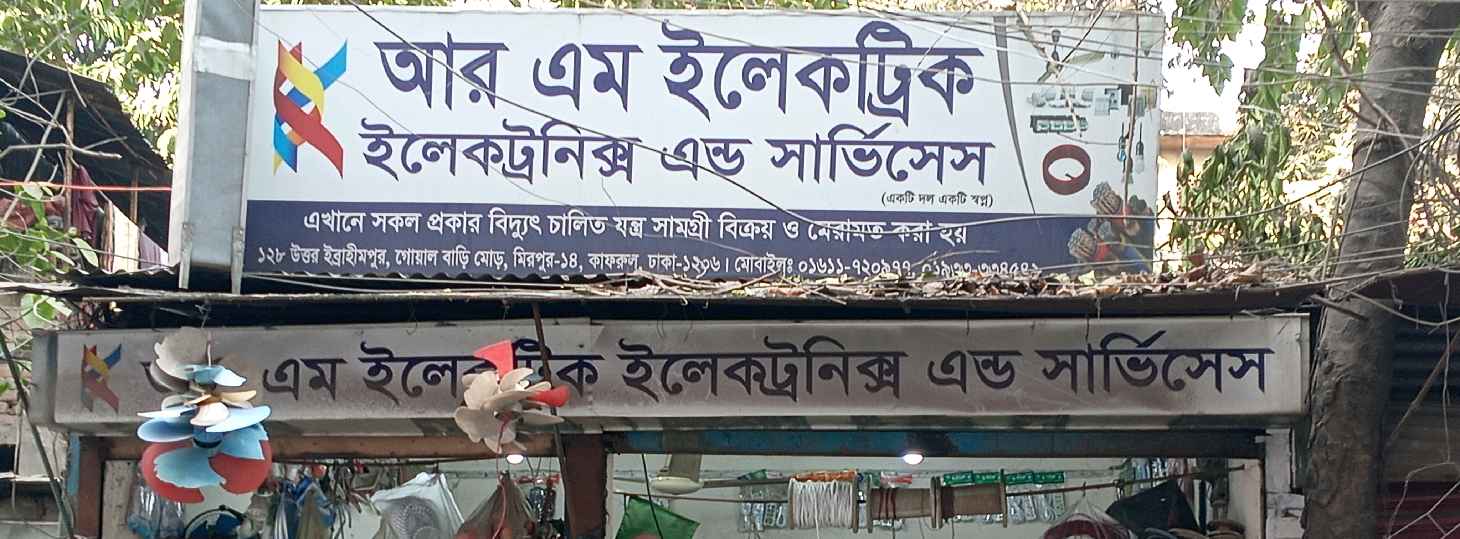 আর এম ইলেকট্রিক
ইলেকট্রনিক্স এন্ড সার্ভিসেস
(একটি দল একটি স্বপ্ন)
এখানে সকল প্রকার বিদ্যুৎ চালিত যন্ত্র সামগ্রী বিক্রয় ও মেরামত করা হয়
১২৮ উত্তর ইব্রাহীমপুর, গোয়াল বাড়ি মোড়, মিরপুর-১৪, কাফরুল, ঢাকা-১২০৬। মোবাইলঃ ০১৬১১-৭২০৯৭৭,
এম ইলেকট্রিক ইলেকট্রনিক্স এন্ড সার্ভিসেস